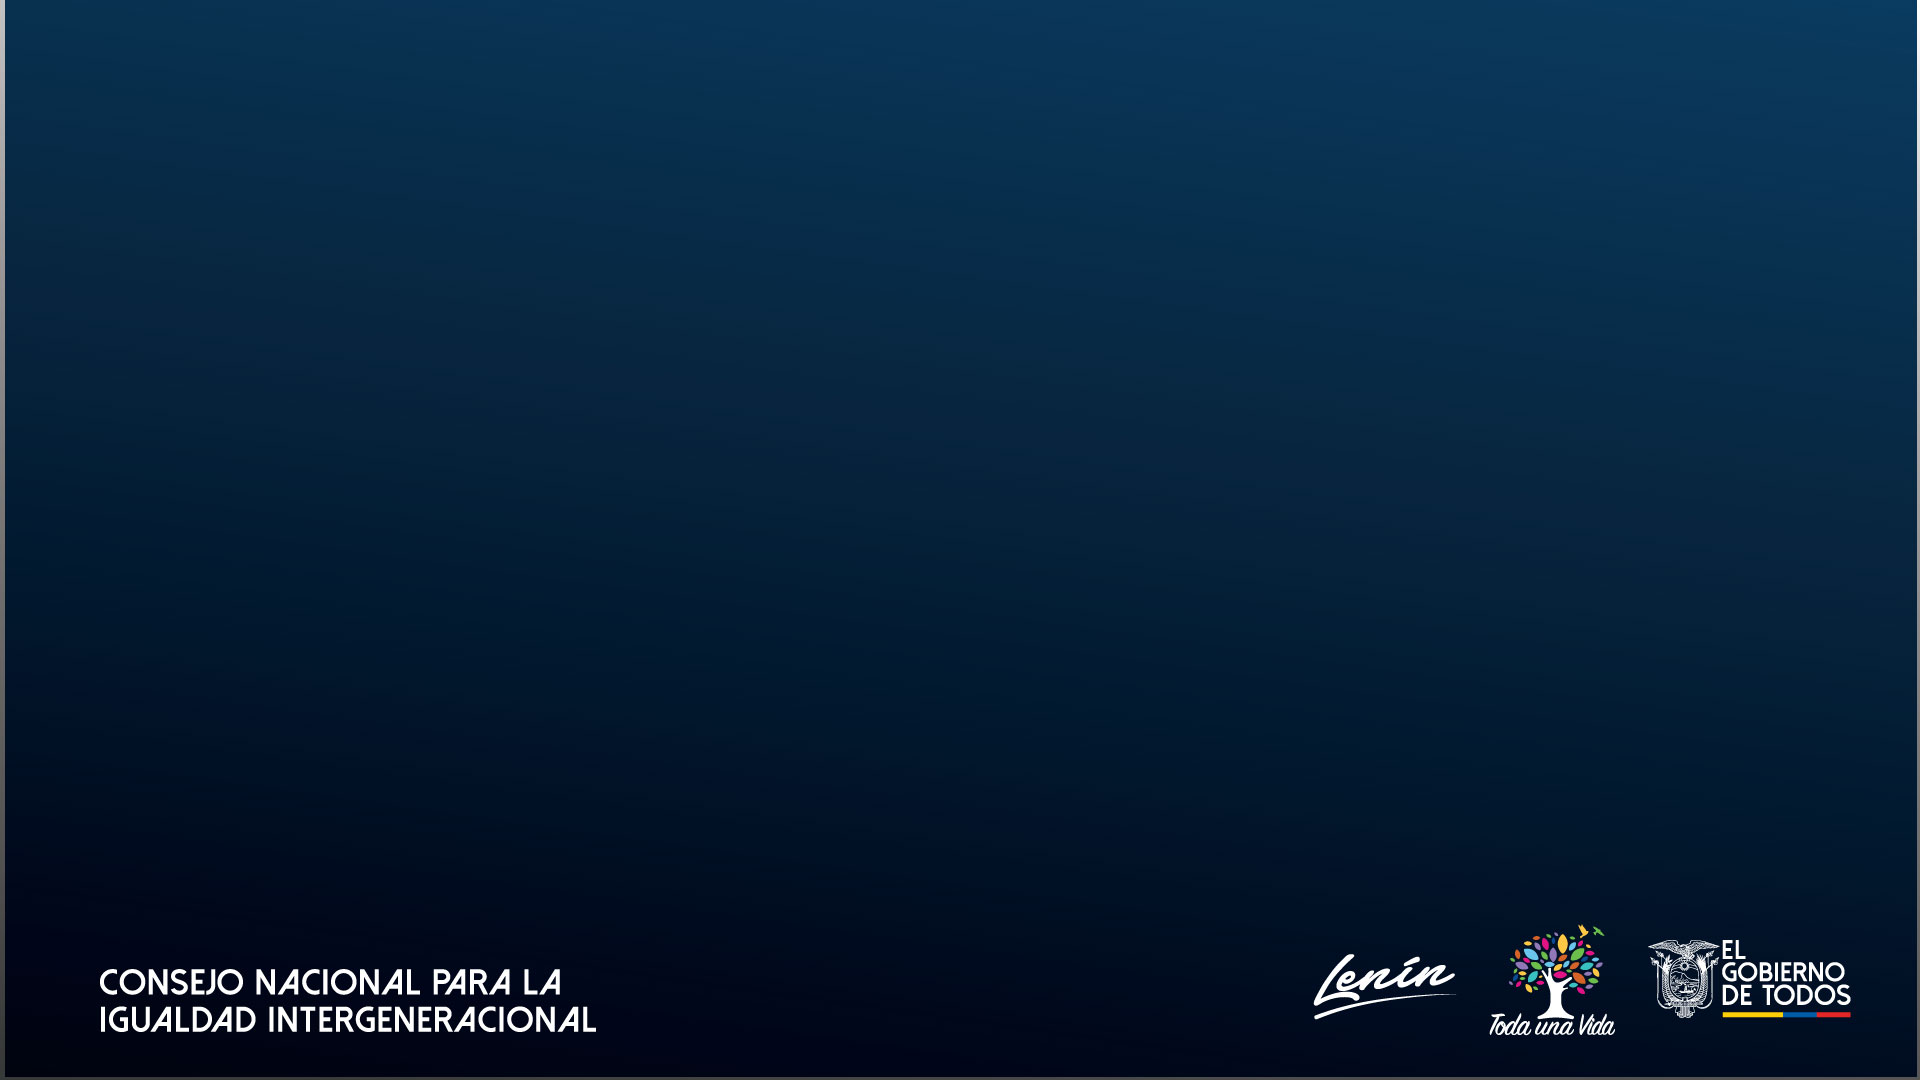 CONSEJO NACIONAL PARA LA
IGUALDAD INTERGENERACIONAL
Lenín
Toda una Vida
EL
GOBIERNO
DE TODOS